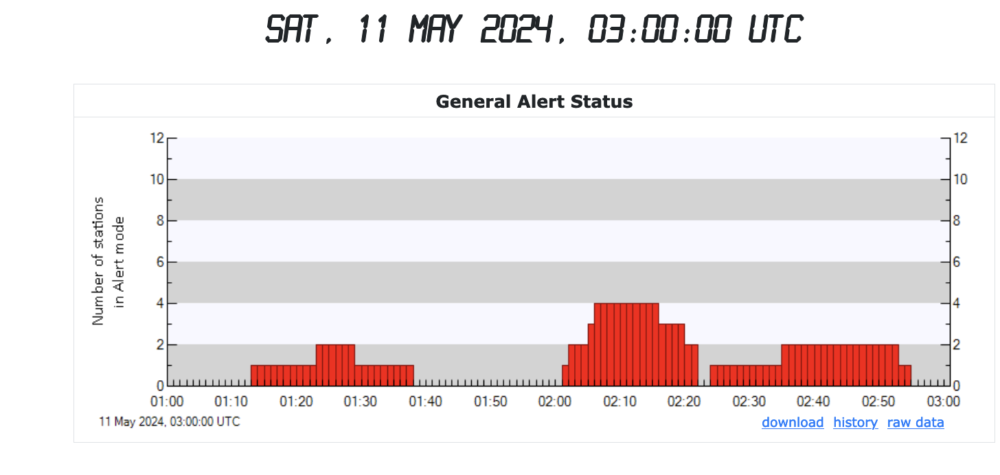 SAT, 11 MAY 2024, 03:00:00 UTC
General Alert Status
Number of stations
in Alert mode
12 12
10 10
8 8
6 6
4 4
2 2
0 0
01:00 01:10 01:20 01:30 01:40 01:50 02:00 02:10 02:20 02:30 02:40 02:50 03:00
11 May 2024, 03:00:00 UTC download history raw data